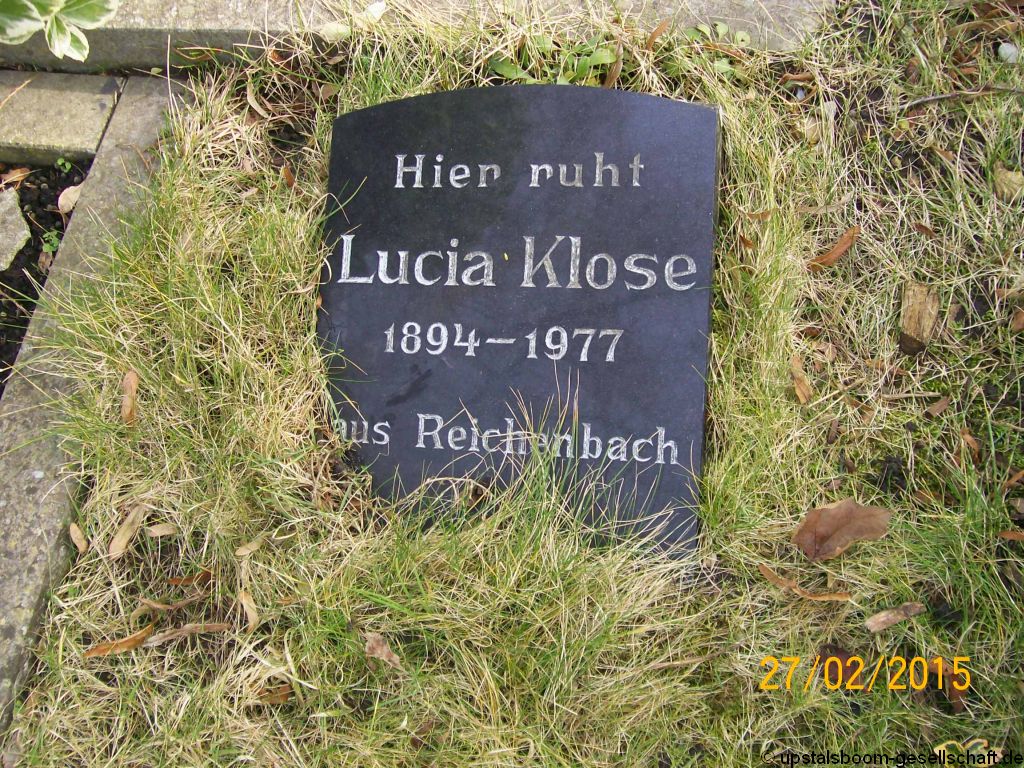 Hier ruht
Lucia Klose
1894–1977
aus Reichenbach
27/02/2015
© upstalsboom-gesellschaft.de